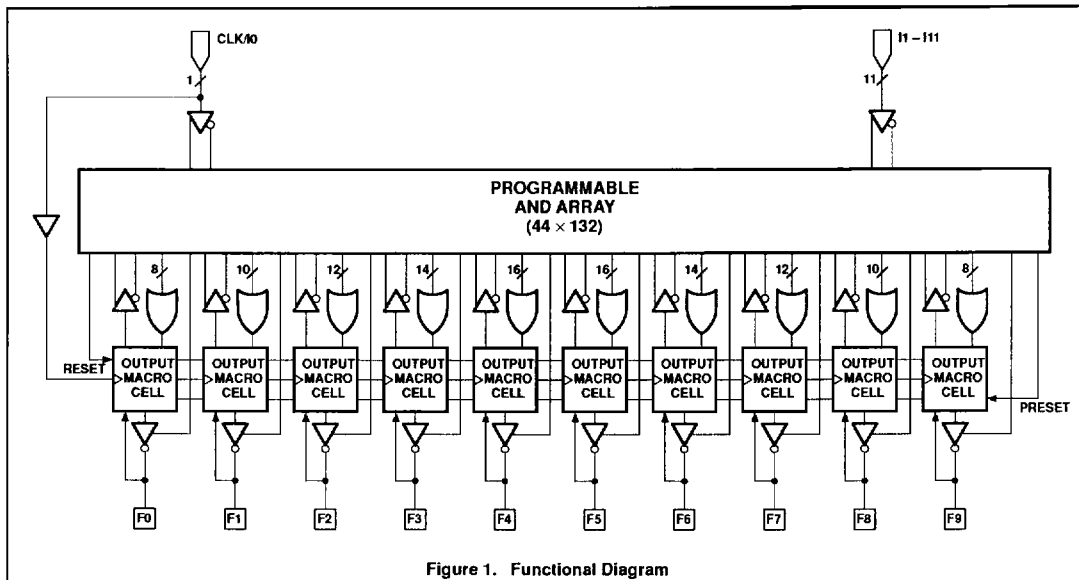 CLK/I0
I1 – I11
1
11
PROGRAMMABLE
AND ARRAY
(44 × 132)
8
10
12
14
16
16
14
12
10
8
RESET
OUTPUT
MACRO
CELL
OUTPUT
MACRO
CELL
OUTPUT
MACRO
CELL
OUTPUT
MACRO
CELL
OUTPUT
MACRO
CELL
OUTPUT
MACRO
CELL
OUTPUT
MACRO
CELL
OUTPUT
MACRO
CELL
OUTPUT
MACRO
CELL
OUTPUT
MACRO
CELL
PRESET
F0
F1
F2
F3
F4
F5
F6
F7
F8
F9
Figure 1. Functional Diagram